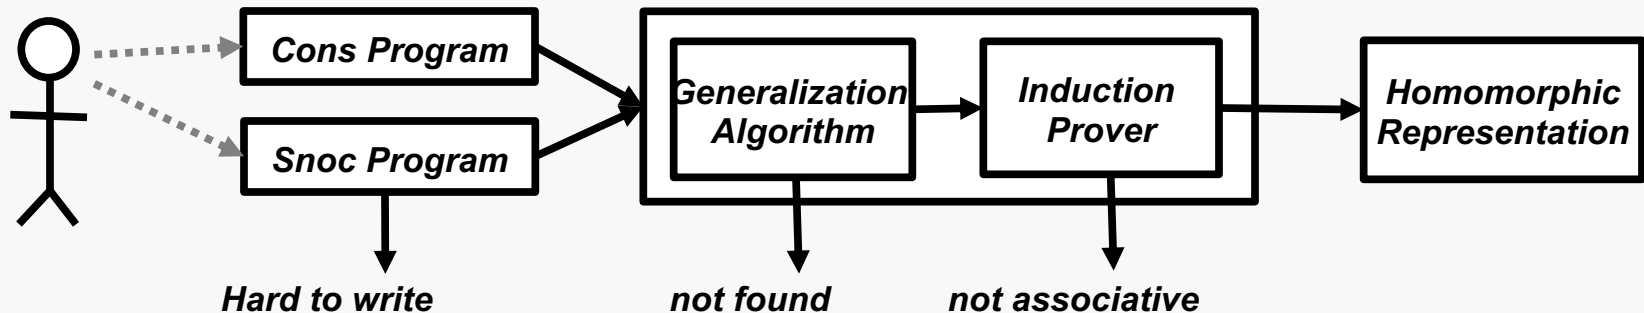 Cons Program
Snoc Program
Generalization
Algorithm
Induction
Prover
Homomorphic
Representation
Hard to write
not found
not associative